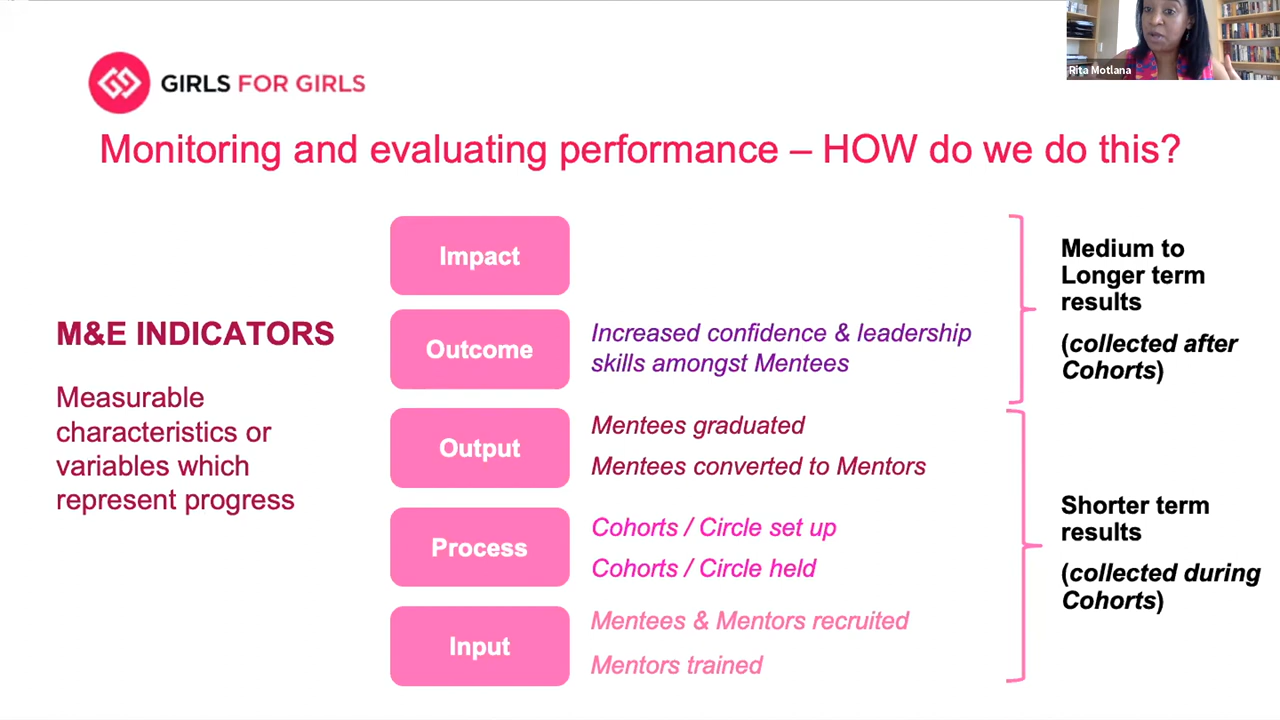 Rita Motlana
GIRLS FOR GIRLS
Monitoring and evaluating performance – HOW do we do this?
M&E INDICATORS
Measurable
characteristics or
variables which
represent progress
Impact
Outcome
Increased confidence & leadership
skills amongst Mentees
Output
Mentees graduated
Mentees converted to Mentors
Process
Cohorts / Circle set up
Cohorts / Circle held
Input
Mentees & Mentors recruited
Mentors trained
Medium to
Longer term
results
(collected after
Cohorts)
Shorter term
results
(collected during
Cohorts)